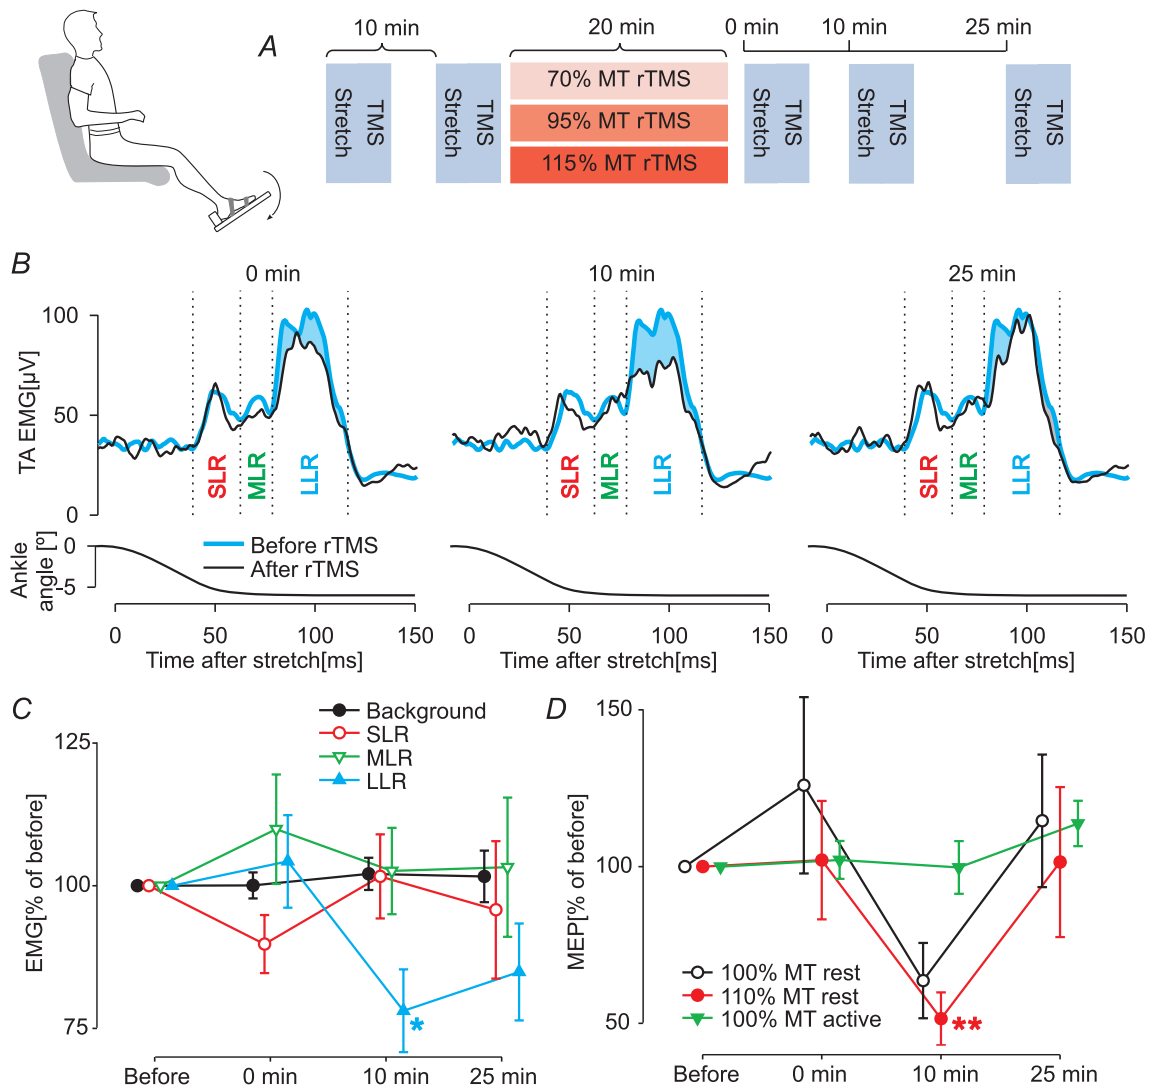 A
10 min
20 min
0 min
10 min
25 min
Stretch
TMS
Stretch
TMS
70% MT rTMS
95% MT rTMS
115% MT rTMS
Stretch
TMS
Stretch
TMS
Stretch
TMS
B
0 min
10 min
25 min
TA EMG[µV]
100
50
0
SLR
MLR
LLR
SLR
MLR
LLR
SLR
MLR
LLR
Ankle
angle [º]
0
-5
Before rTMS
After rTMS
0
50
100
150
0
50
100
150
0
50
100
150
Time after stretch[ms]
Time after stretch[ms]
Time after stretch[ms]
C
Background
SLR
MLR
LLR
EMG[% of before]
125
100
75
*
Before
0 min
10 min
25 min
D
MEP[% of before]
150
100
50
100% MT rest
110% MT rest
100% MT active
**
Before
0 min
10 min
25 min